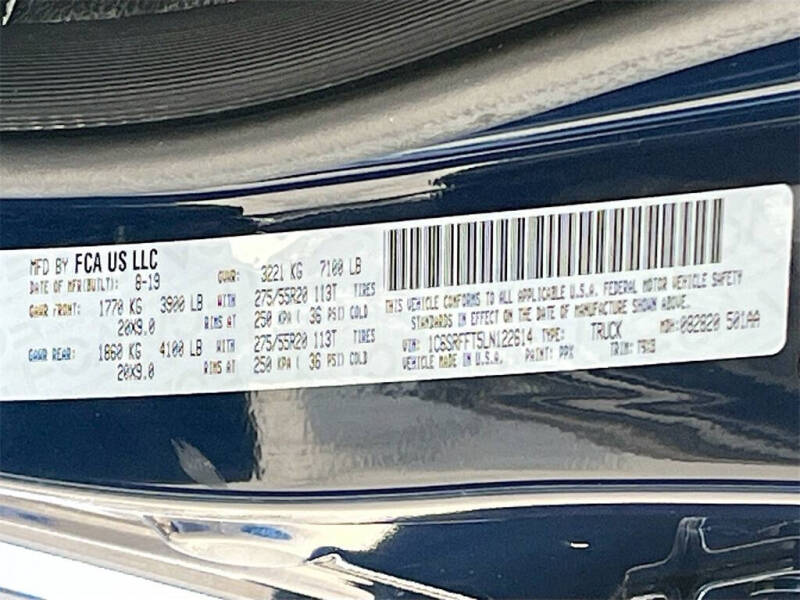 MFD BY FCA US LLC
DATE OF MFR(BUILT): 8-19 GVWR: 3221 KG 7100 LB
GAWR FRONT: 1770 KG 3900 LB WITH 275/55R20 113T TIRES
20X9.0 RIMS AT 250 KPA ( 36 PSI) COLD
GAWR REAR: 1860 KG 4100 LB WITH 275/55R20 113T TIRES
20X9.0 RIMS AT 250 KPA ( 36 PSI) COLD
THIS VEHICLE CONFORMS TO ALL APPLICABLE U.S.A. FEDERAL MOTOR VEHICLE SAFETY
STANDARDS IN EFFECT ON THE DATE OF MANUFACTURE SHOWN ABOVE.
VIN: 1C6SRFFT5LN122614 TYPE: TRUCK MDH:082820 501AA
VEHICLE MADE IN U.S.A. PAINT: PPX TRIM: